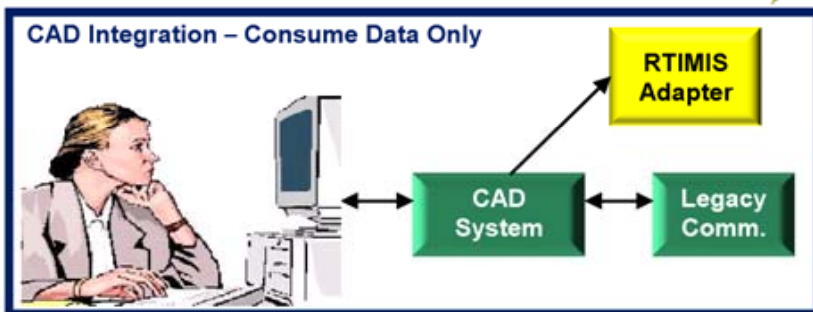 CAD Integration – Consume Data Only
RTIMIS
Adapter
CAD
System
Legacy
Comm.